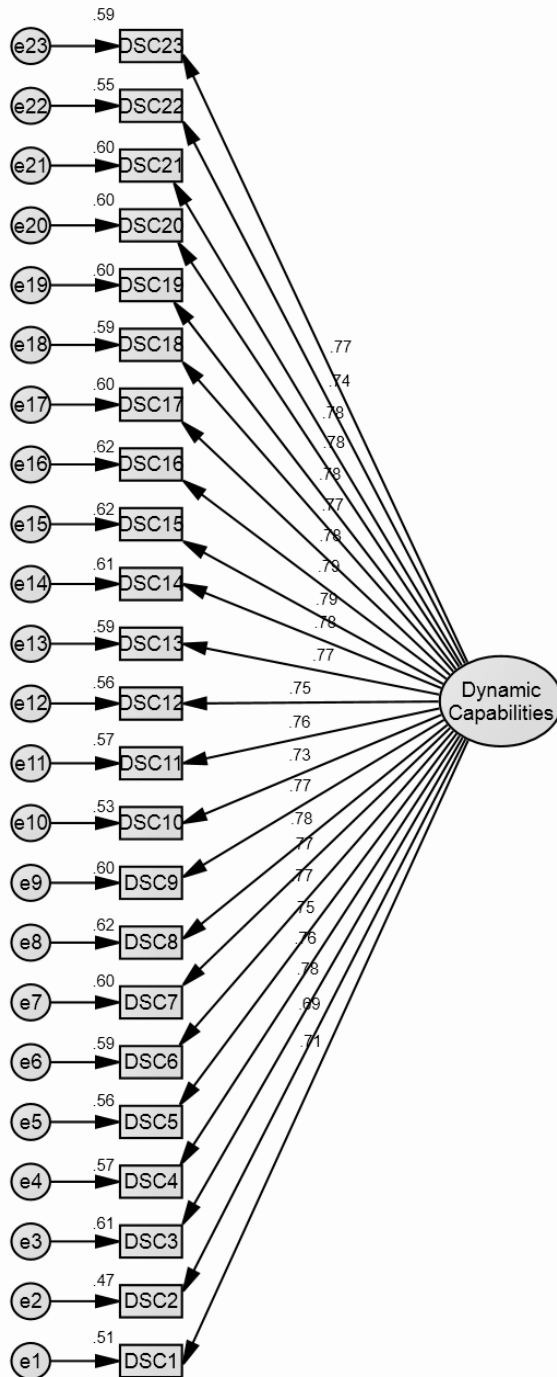 .59
e23 DSC23
.55
e22 DSC22
.60
e21 DSC21
.60
e20 DSC20
.60
e19 DSC19
.59
e18 DSC18
.60
e17 DSC17
.62
e16 DSC16
.62
e15 DSC15
.61
e14 DSC14
.59
e13 DSC13
.56
e12 DSC12
.57
e11 DSC11
.53
e10 DSC10
.60
e9 DSC9
.62
e8 DSC8
.60
e7 DSC7
.59
e6 DSC6
.56
e5 DSC5
.57
e4 DSC4
.61
e3 DSC3
.47
e2 DSC2
.51
e1 DSC1
.77
.74
.78
.78
.78
.77
.78
.79
.79
.78
.77
.75
.76
.73
.77
.78
.77
.77
.75
.76
.78
.69
.71
Dynamic
Capabilities